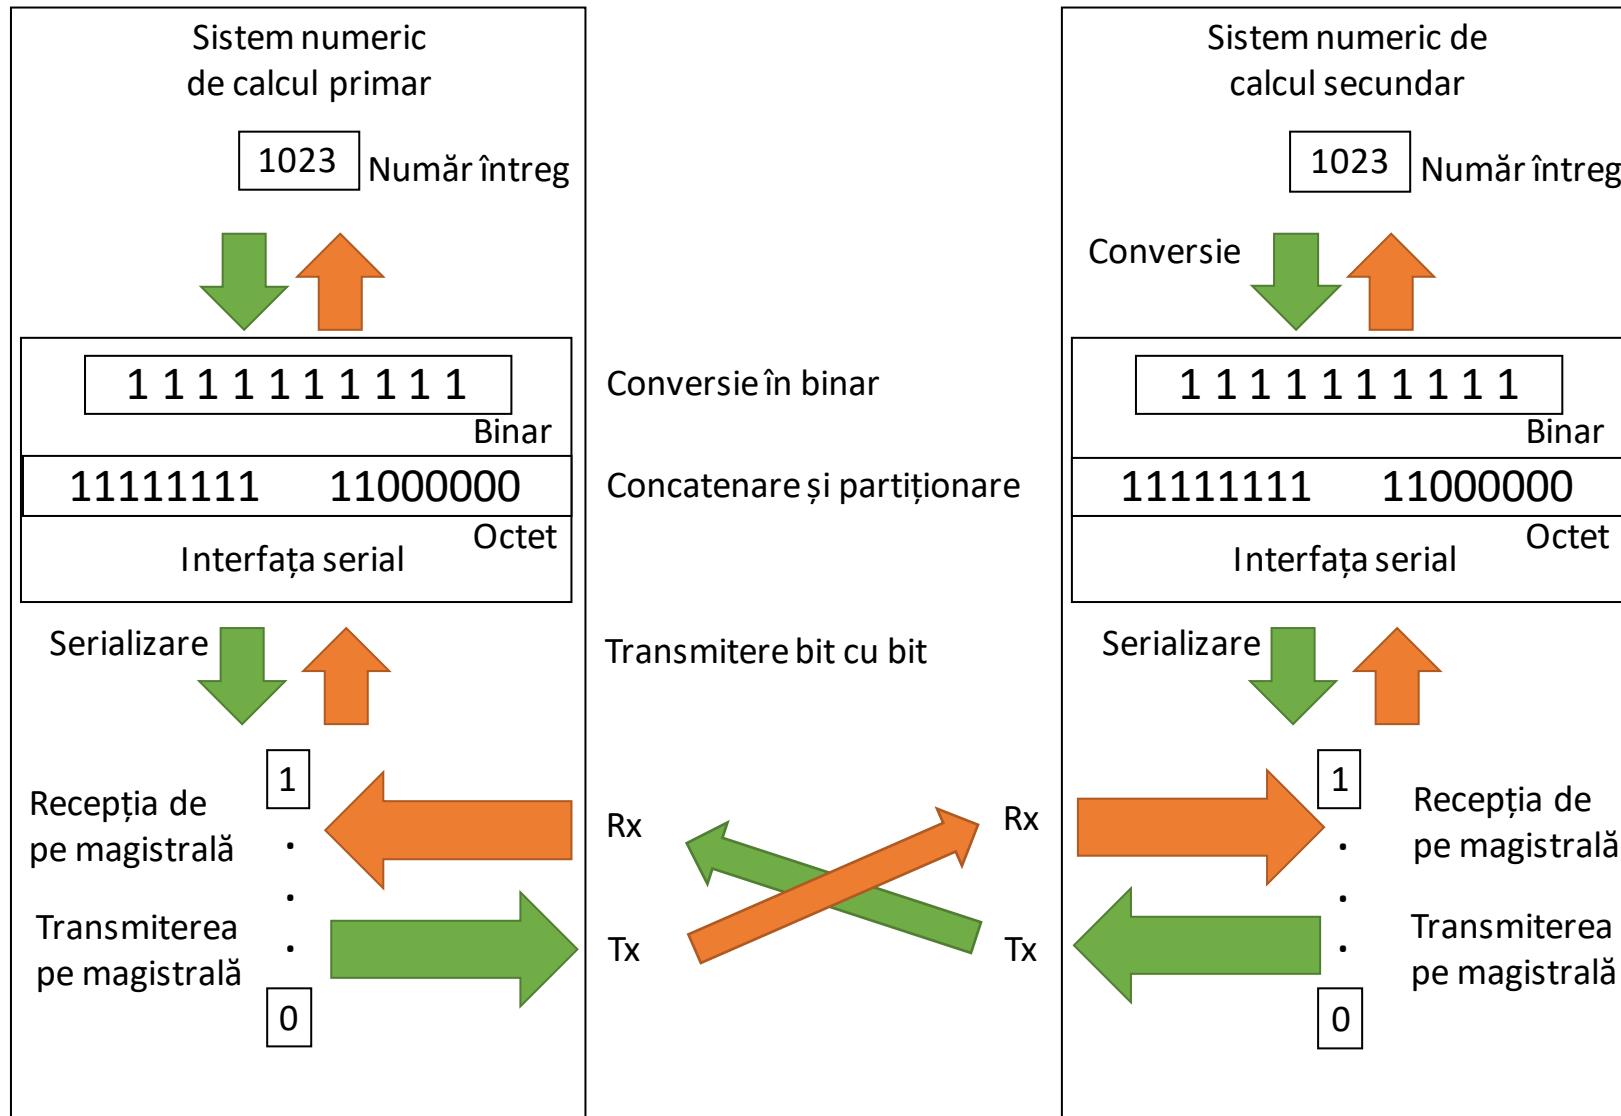 Sistem numeric
de calcul primar
1023
Număr întreg
1 1 1 1 1 1 1 1 1 1
Binar
11111111 11000000
Octet
Interfața serial
Serializare
1
Recepția de
pe magistrală
.
.
.
Transmiterea
pe magistrală
0
Conversie în binar
Concatenare și partiționare
Transmitere bit cu bit
Rx
Rx
Tx
Tx
Sistem numeric de
calcul secundar
1023
Număr întreg
Conversie
1 1 1 1 1 1 1 1 1 1
Binar
11111111 11000000
Octet
Interfața serial
Serializare
1
Recepția de
pe magistrală
.
.
.
Transmiterea
pe magistrală
0